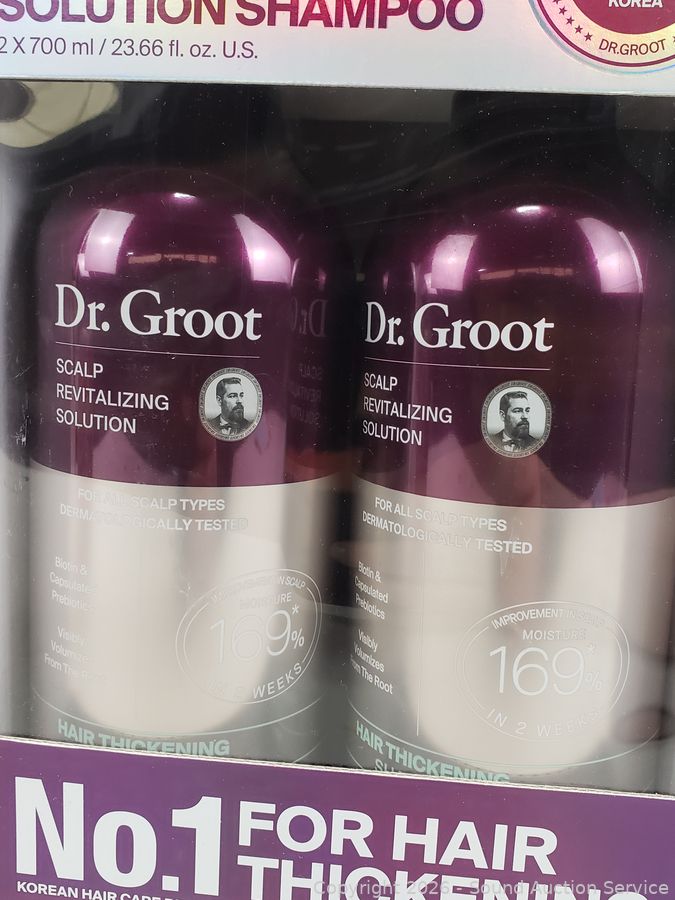 SOLUTION SHAMPOO
2 X 700 ml / 23.66 fl. oz. U.S.
KOREA
DR.GROOT
Dr. Groot
SCALP
REVITALIZING
SOLUTION
FOR ALL SCALP TYPES
DERMATOLOGICALLY TESTED
Biotin &
Capsulated
Prebiotics
Visibly
Volumizes
From The Root
IMPROVEMENT IN SCALP
MOISTURE
169%*
IN 2 WEEKS
HAIR THICKENING
Dr. Groot
SCALP
REVITALIZING
SOLUTION
FOR ALL SCALP TYPES
DERMATOLOGICALLY TESTED
Biotin &
Capsulated
Prebiotics
Visibly
Volumizes
From The Root
IMPROVEMENT IN SCALP
MOISTURE
169%*
IN 2 WEEKS
HAIR THICKENING
No.1 FOR HAIR
THICKENING
KOREAN HAIR CARE
Copyright 2026 - Sound Auction Service